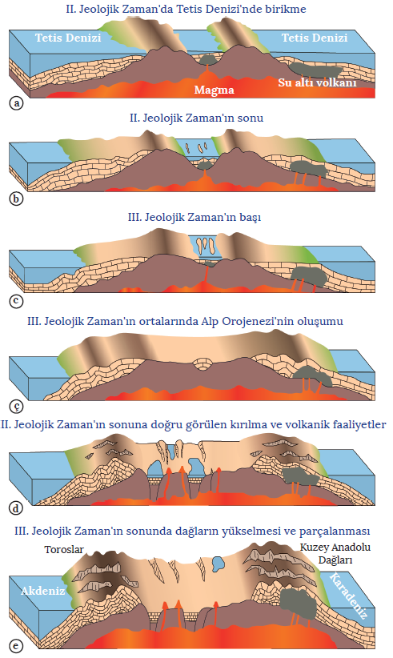 II. Jeolojik Zaman'da Tetis Denizi'nde birikme
Tetis Denizi
Tetis Denizi
Magma
Su altı volkanı
a
II. Jeolojik Zaman'ın sonu
b
III. Jeolojik Zaman'ın başı
c
III. Jeolojik Zaman'ın ortalarında Alp Orojenezi'nin oluşumu
ç
II. Jeolojik Zaman'ın sonuna doğru görülen kırılma ve volkanik faaliyetler
d
III. Jeolojik Zaman'ın sonunda dağların yükselmesi ve parçalanması
Toroslar
Kuzey Anadolu
Dağları
Akdeniz
Karadeniz
e